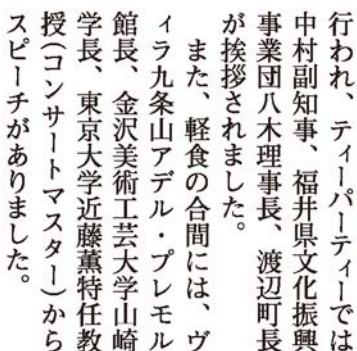 行われ、ティーパーティーでは
中村副知事、福井県文化振興
事業団八木理事長、渡辺町長
が挨拶されました。
また、軽食の合間には、ヴ
ィラ九条山アデル・プレモル
館長、金沢美術工芸大学山崎
学長、東京大学近藤薫特任教
授(コンサートマスター)から
スピーチがありました。